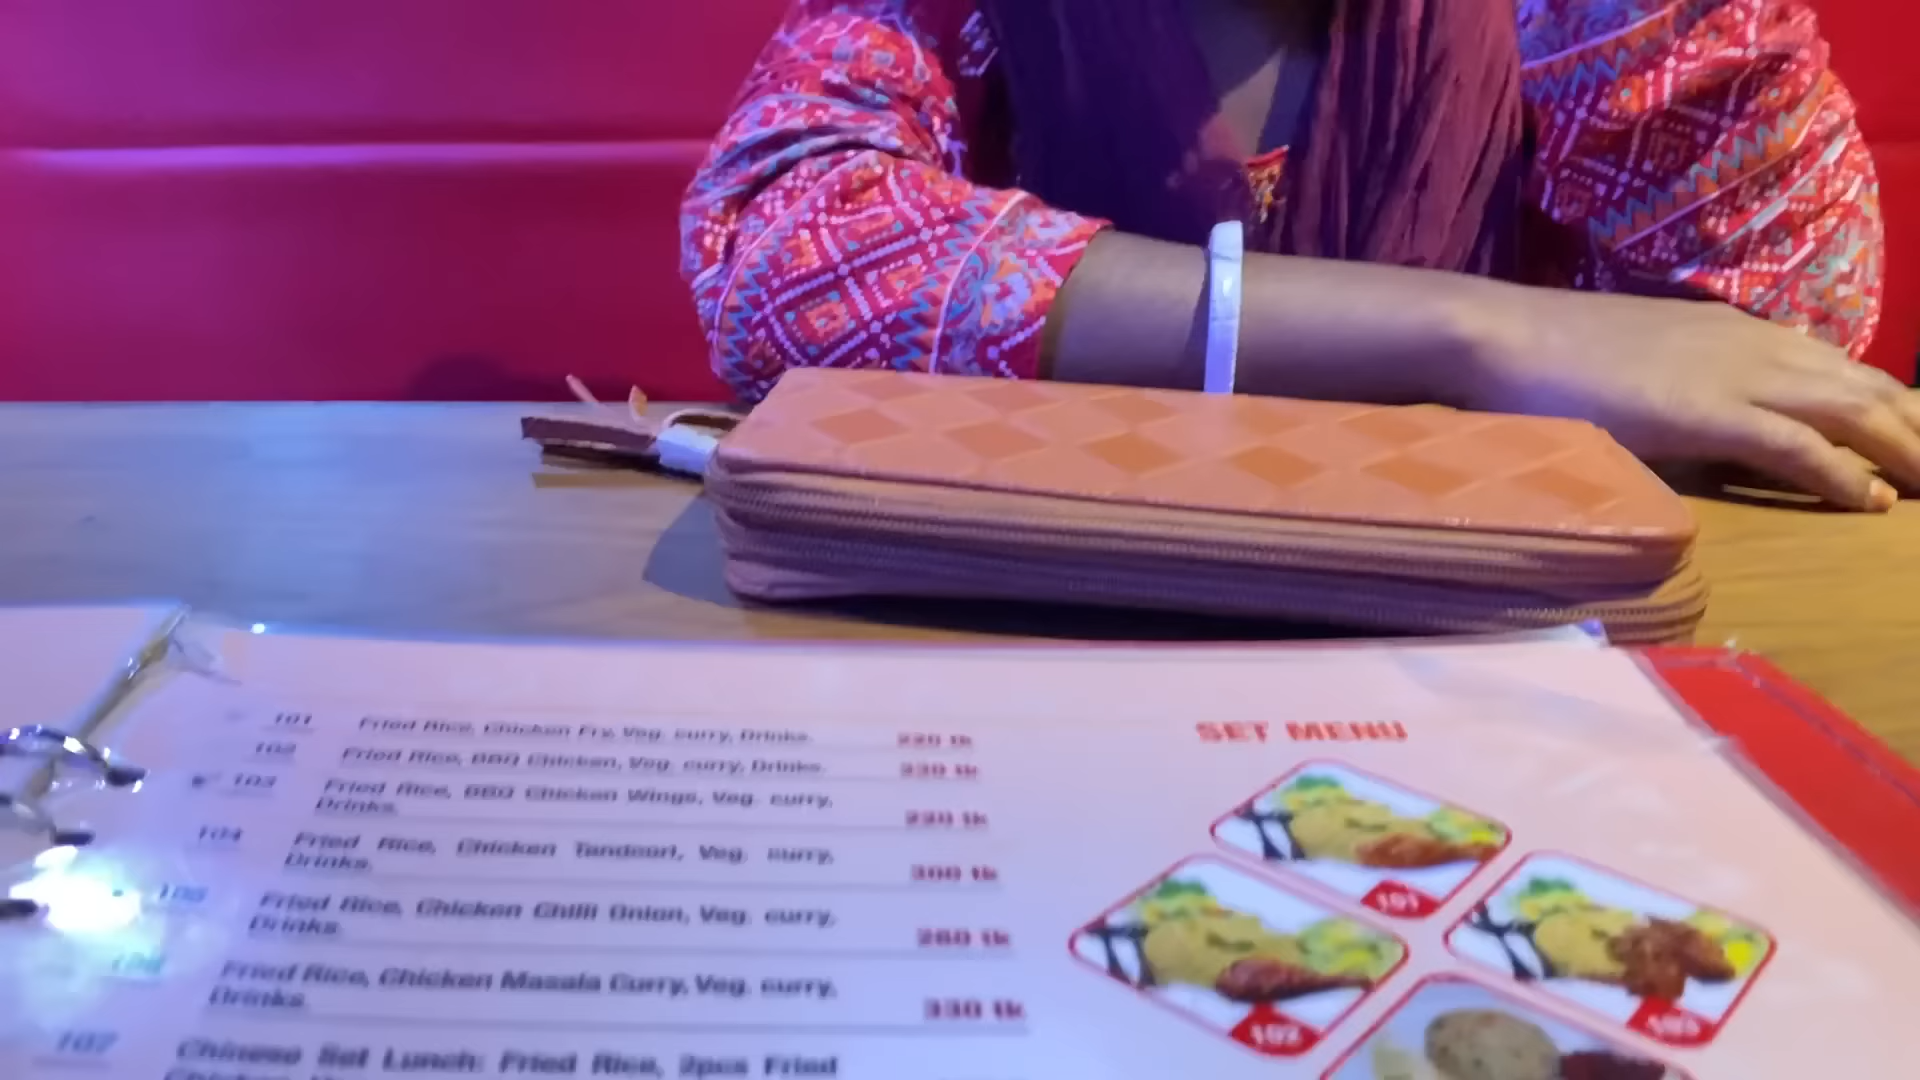 101 Fried Rice, Chicken Fry, Veg. curry, Drinks. 220 tk
102 Fried Rice, BBQ Chicken, Veg. curry, Drinks. 230 tk
103 Fried Rice, BBQ Chicken Wings, Veg. curry,
Drinks. 220 tk
104 Fried Rice, Chicken Tandoori, Veg. curry,
Drinks. 300 tk
105 Fried Rice, Chicken Chilli Onion, Veg. curry,
Drinks. 280 tk
Fried Rice, Chicken Masala Curry, Veg. curry,
Drinks. 330 tk
107 Chinese Set Lunch: Fried Rice, 2pcs Fried
SET MENU
101
102
103